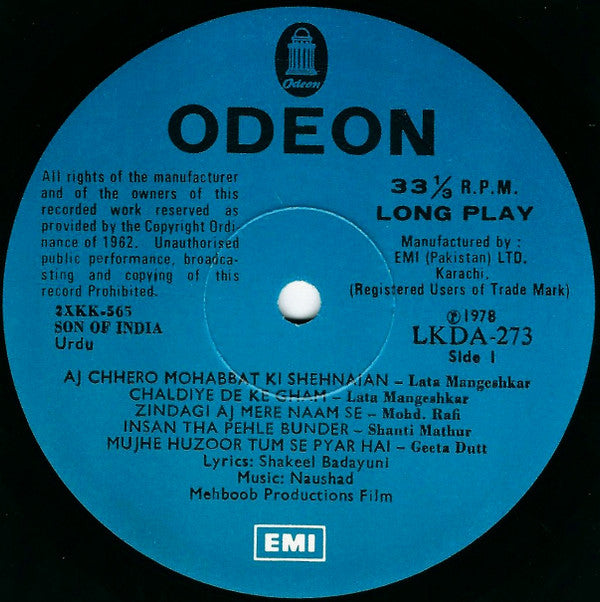 Odeon
ODEON
All rights of the manufacturer
and of the owners of this
recorded work reserved as
provided by the Copyright Ordi-
nance of 1962. Unauthorised
public performance, broadca-
sting and copying of this
record Prohibited.
2XKK-565
SON OF INDIA
Urdu
33 1/3 R.P.M.
LONG PLAY
Manufactured by :
EMI (Pakistan) LTD.
Karachi.
(Registered Users of Trade Mark)
℗1978
LKDA-273
Side 1
AJ CHHERO MOHABBAT KI SHEHNAIAN – Lata Mangeshkar
CHALDIYE DE KE GHAM – Lata Mangeshkar
ZINDAGI AJ MERE NAAM SE – Mohd. Rafi
INSAN THA PEHLE BUNDER – Shanti Mathur
MUJHE HUZOOR TUM SE PYAR HAI – Geeta Dutt
Lyrics: Shakeel Badayuni
Music: Naushad
Mehboob Productions Film
EMI